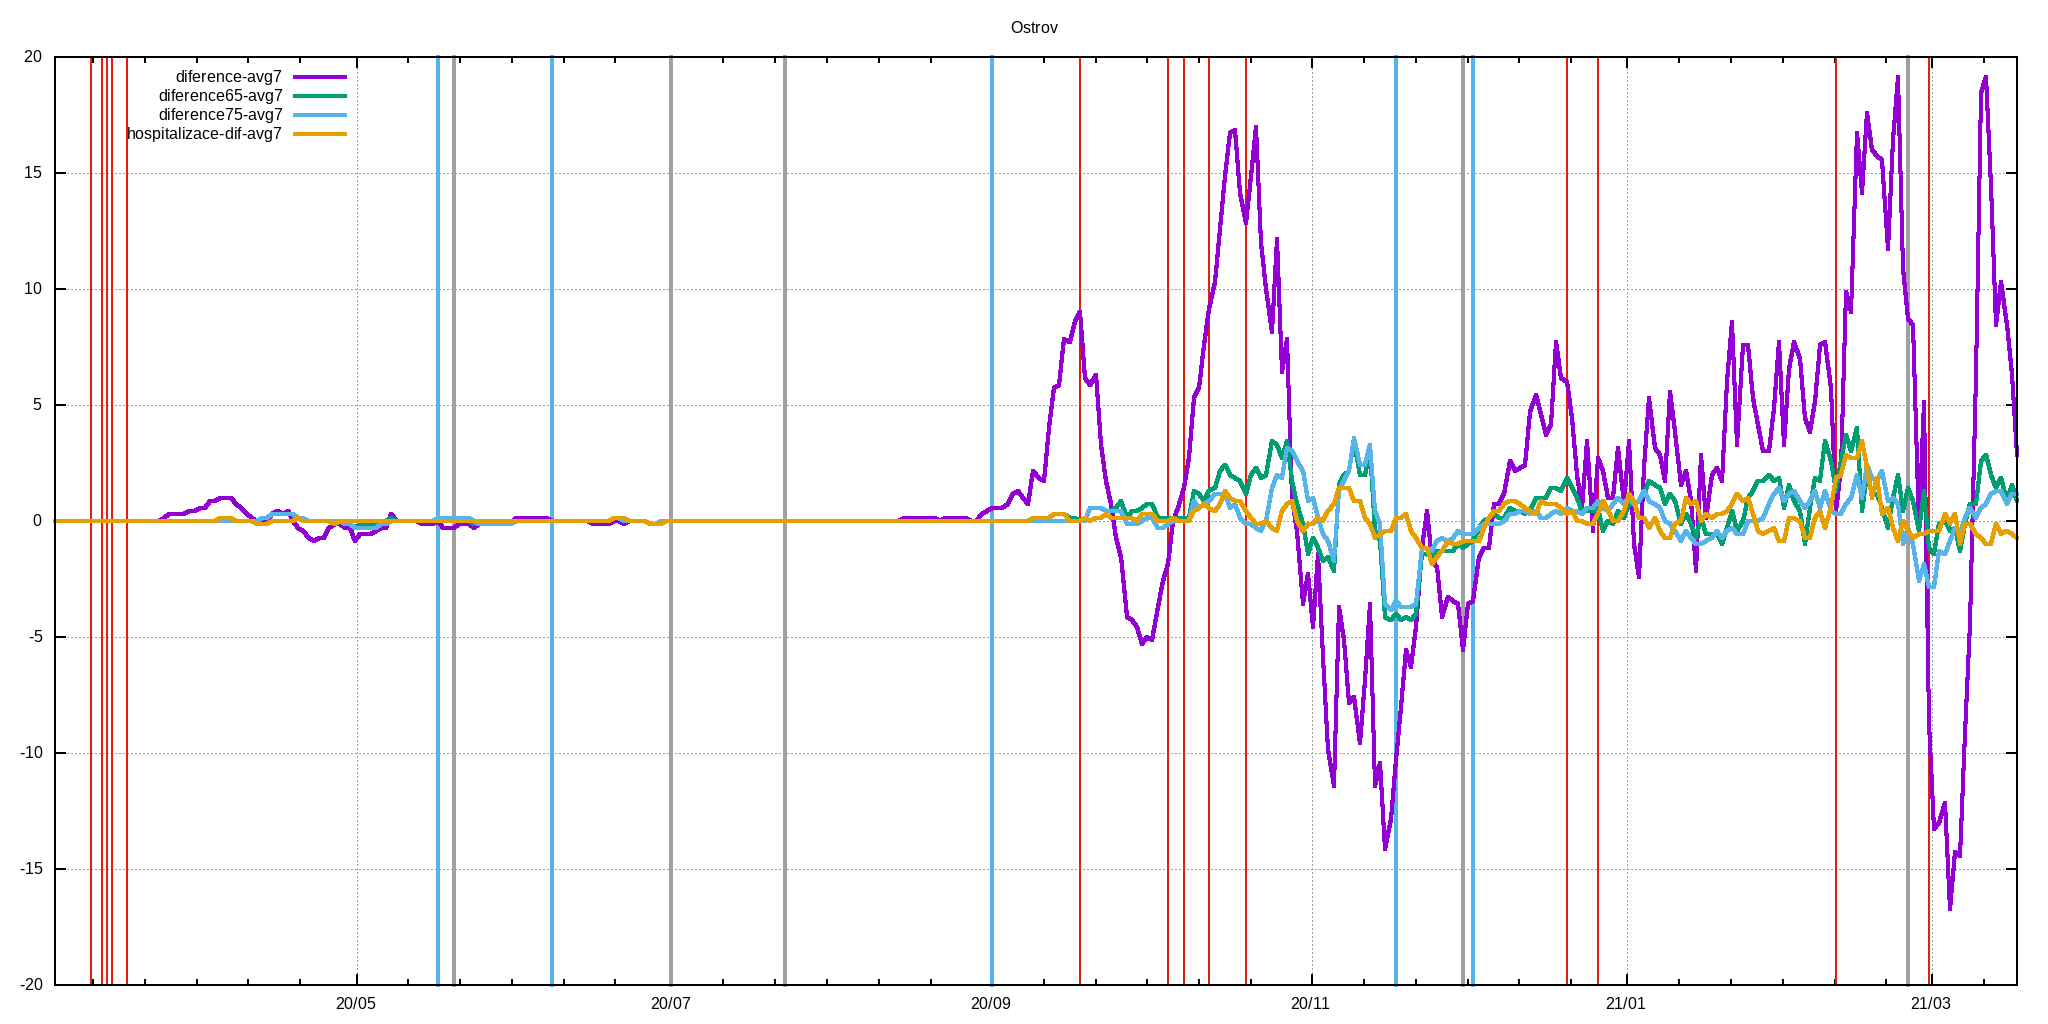 Ostrov
20
diference-avg7
diference65-avg7
diference75-avg7
hospitalizace-dif-avg7
15
10
5
0
-5
-10
-15
-20
20/05 20/07 20/09 20/11 21/01 21/03